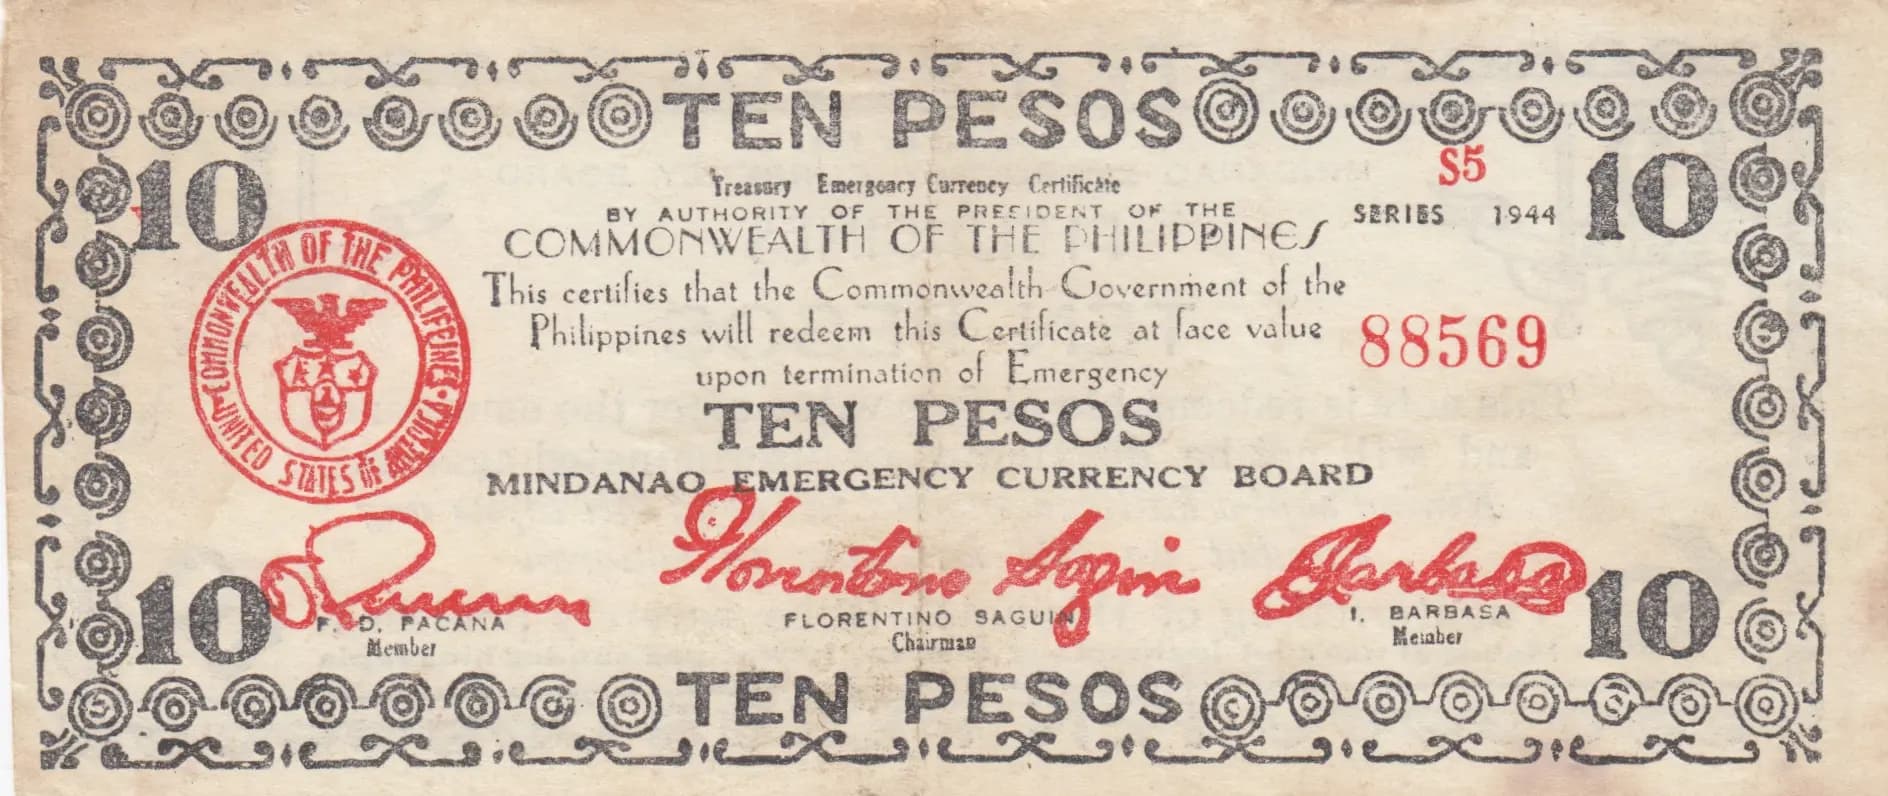 TEN PESOS
10 S5 10
Treasury Emergency Currency Certificate
BY AUTHORITY OF THE PRESIDENT OF THE
SERIES 1944
COMMONWEALTH OF THE PHILIPPINES
COMMONWEALTH OF THE PHILIPPINES
UNITED STATES OF AMERICA
This certifies that the Commonwealth Government of the
Philippines will redeem this Certificate at face value
88569
upon termination of Emergency
TEN PESOS
MINDANAO EMERGENCY CURRENCY BOARD
Florentino Saguin
I Barbasa
10 10
F. D. PACANA
Member
FLORENTINO SAGUIN
Chairman
I. BARBASA
Member
TEN PESOS